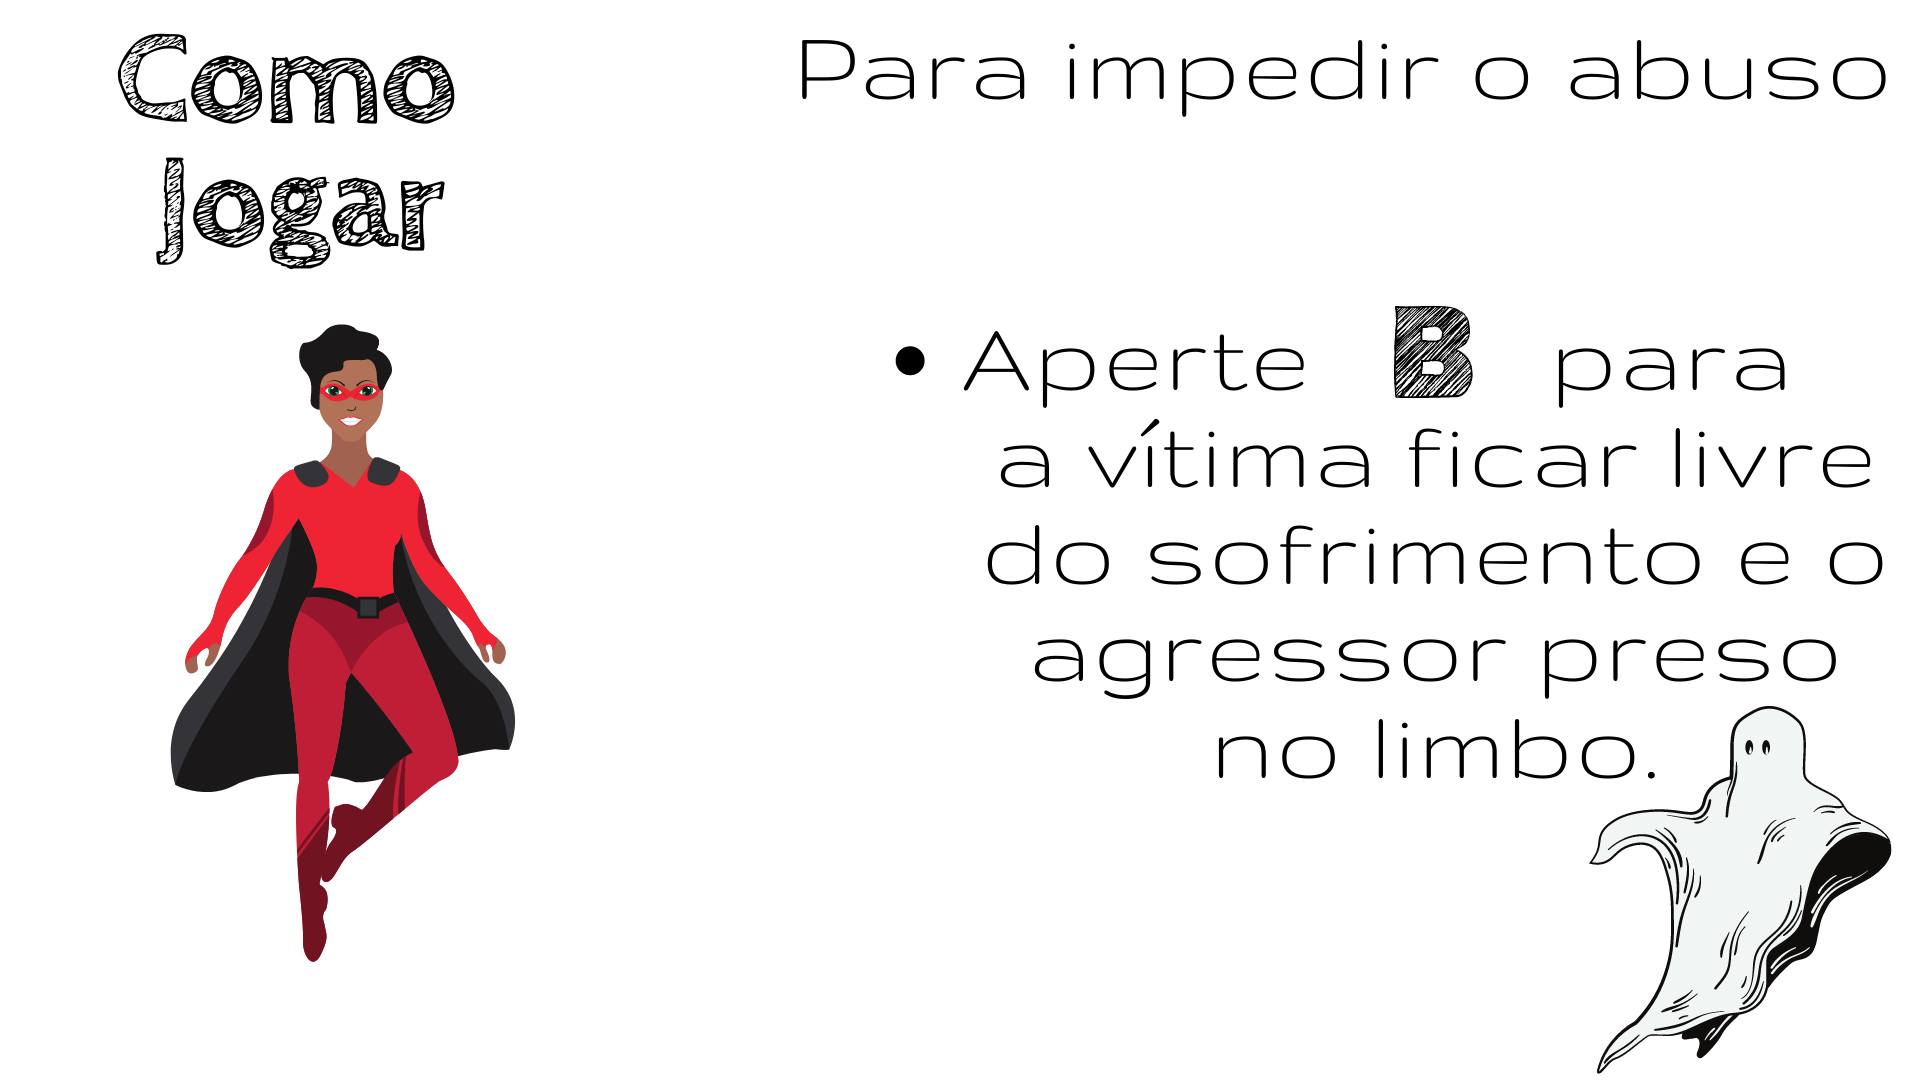 Como
Jogar
Para impedir o abuso
• Aperte B para
a vítima ficar livre
do sofrimento e o
agressor preso
no limbo.